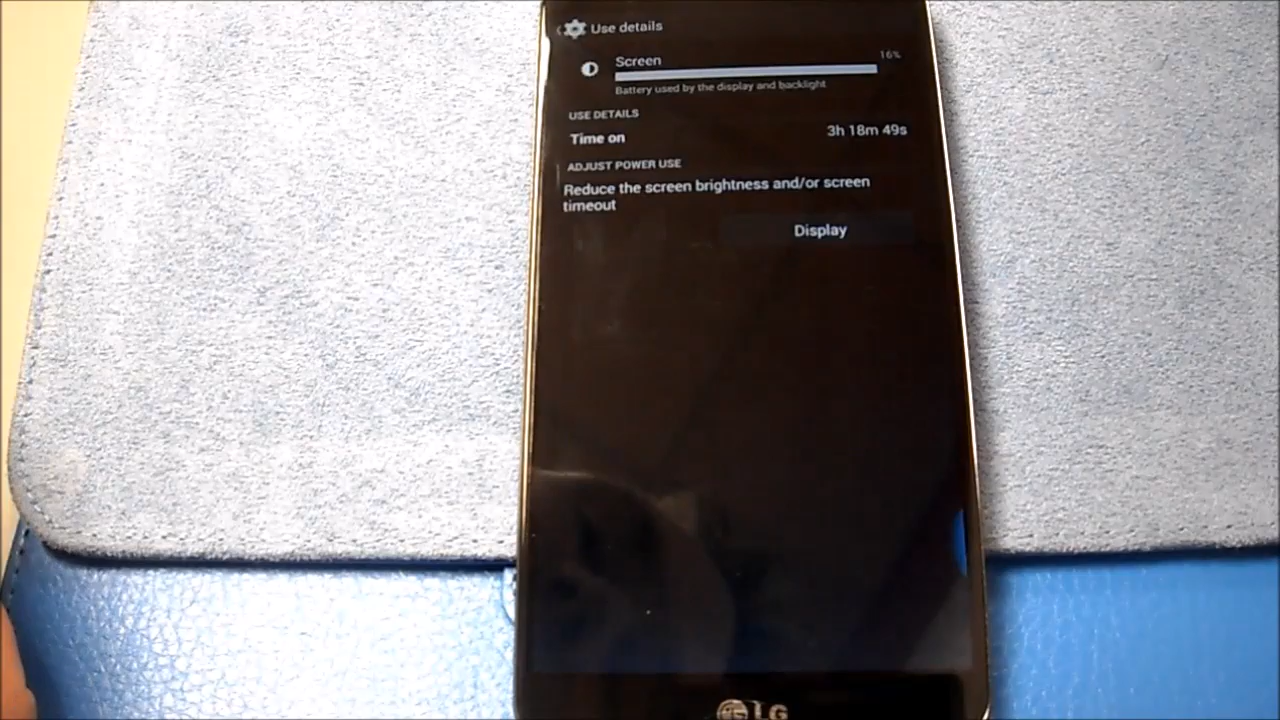 Use details
Screen
16%
Battery used by the display and backlight
USE DETAILS
Time on
3h 18m 49s
ADJUST POWER USE
Reduce the screen brightness and/or screen
timeout
Display
LG